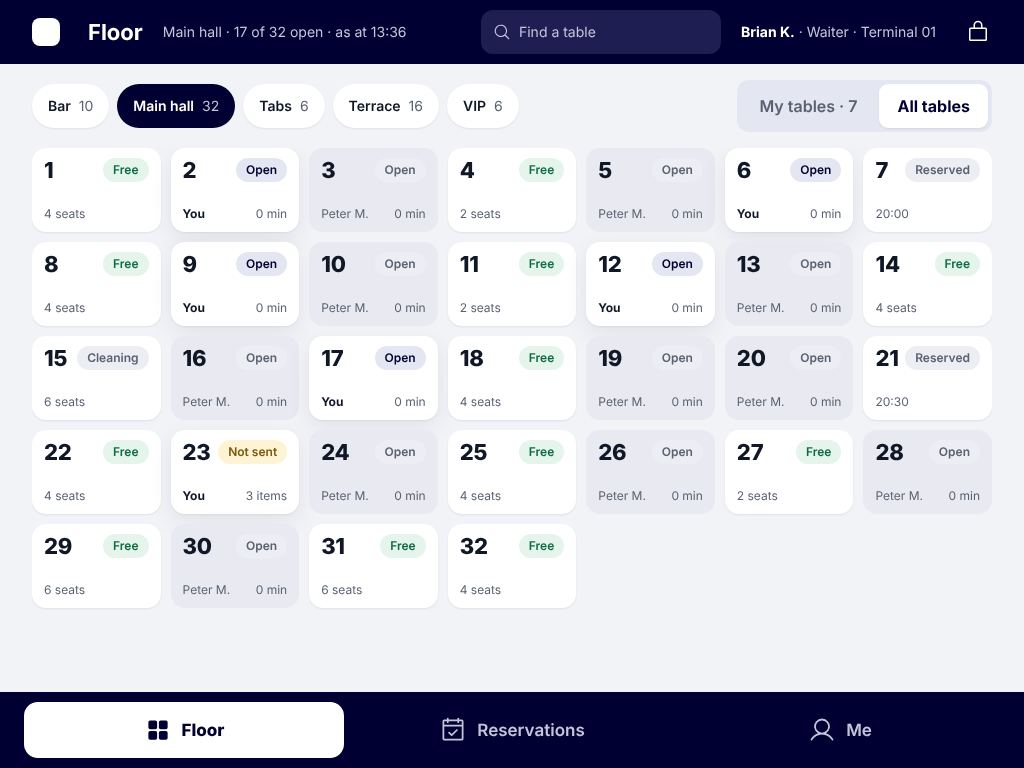 Floor
Main hall · 17 of 32 open · as at 13:36
Find a table
Brian K. · Waiter · Terminal 01
Bar 10
Main hall 32
Tabs 6
Terrace 16
VIP 6
My tables · 7
All tables
1 Free
4 seats
2 Open
You 0 min
3 Open
Peter M. 0 min
4 Free
2 seats
5 Open
Peter M. 0 min
6 Open
You 0 min
7 Reserved
20:00
8 Free
4 seats
9 Open
You 0 min
10 Open
Peter M. 0 min
11 Free
2 seats
12 Open
You 0 min
13 Open
Peter M. 0 min
14 Free
4 seats
15 Cleaning
6 seats
16 Open
Peter M. 0 min
17 Open
You 0 min
18 Free
4 seats
19 Open
Peter M. 0 min
20 Open
Peter M. 0 min
21 Reserved
20:30
22 Free
4 seats
23 Not sent
You 3 items
24 Open
Peter M. 0 min
25 Free
4 seats
26 Open
Peter M. 0 min
27 Free
2 seats
28 Open
Peter M. 0 min
29 Free
6 seats
30 Open
Peter M. 0 min
31 Free
6 seats
32 Free
4 seats
Floor
Reservations
Me